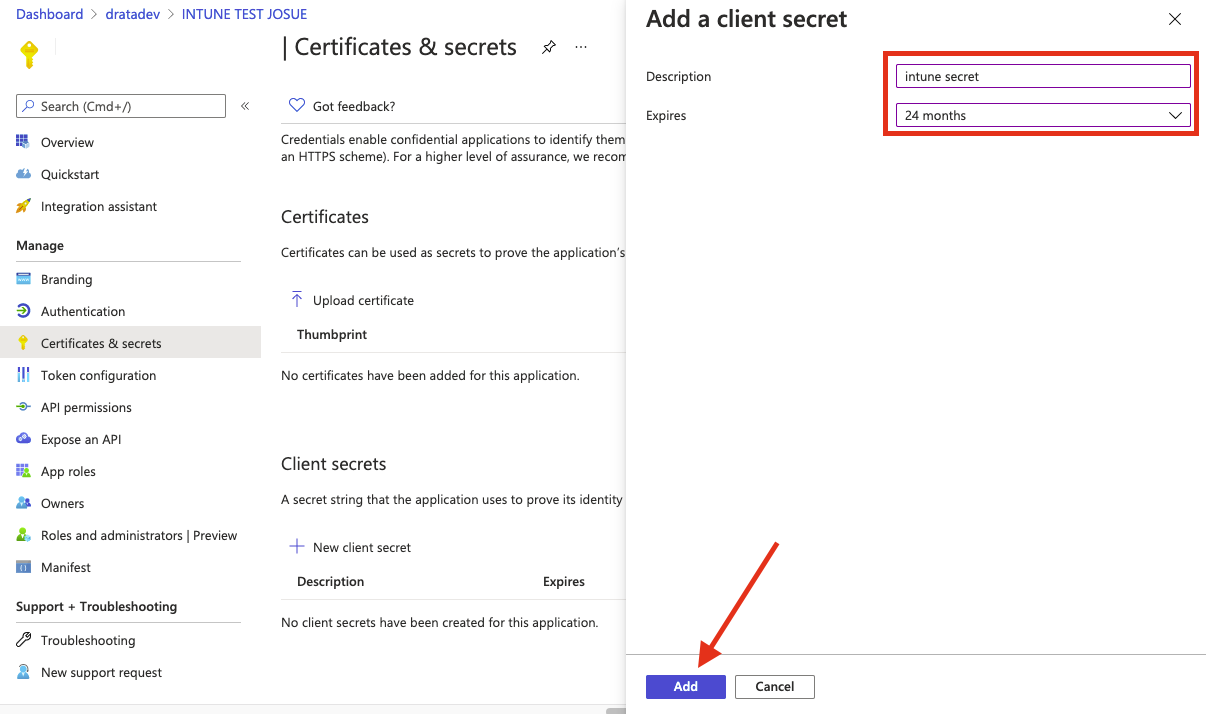 Dashboard > dratadev > INTUNE TEST JOSUE
| Certificates & secrets
Search (Cmd+/)
Overview
Quickstart
Integration assistant
Manage
Branding
Authentication
Certificates & secrets
Token configuration
API permissions
Expose an API
App roles
Owners
Roles and administrators | Preview
Manifest
Support + Troubleshooting
Troubleshooting
New support request
Got feedback?
Credentials enable confidential applications to identify them
an HTTPS scheme). For a higher level of assurance, we recom
Certificates
Certificates can be used as secrets to prove the application's
Upload certificate
Thumbprint
No certificates have been added for this application.
Client secrets
A secret string that the application uses to prove its identity
New client secret
Description Expires
No client secrets have been created for this application.
Add a client secret
Description intune secret
Expires 24 months
Add Cancel